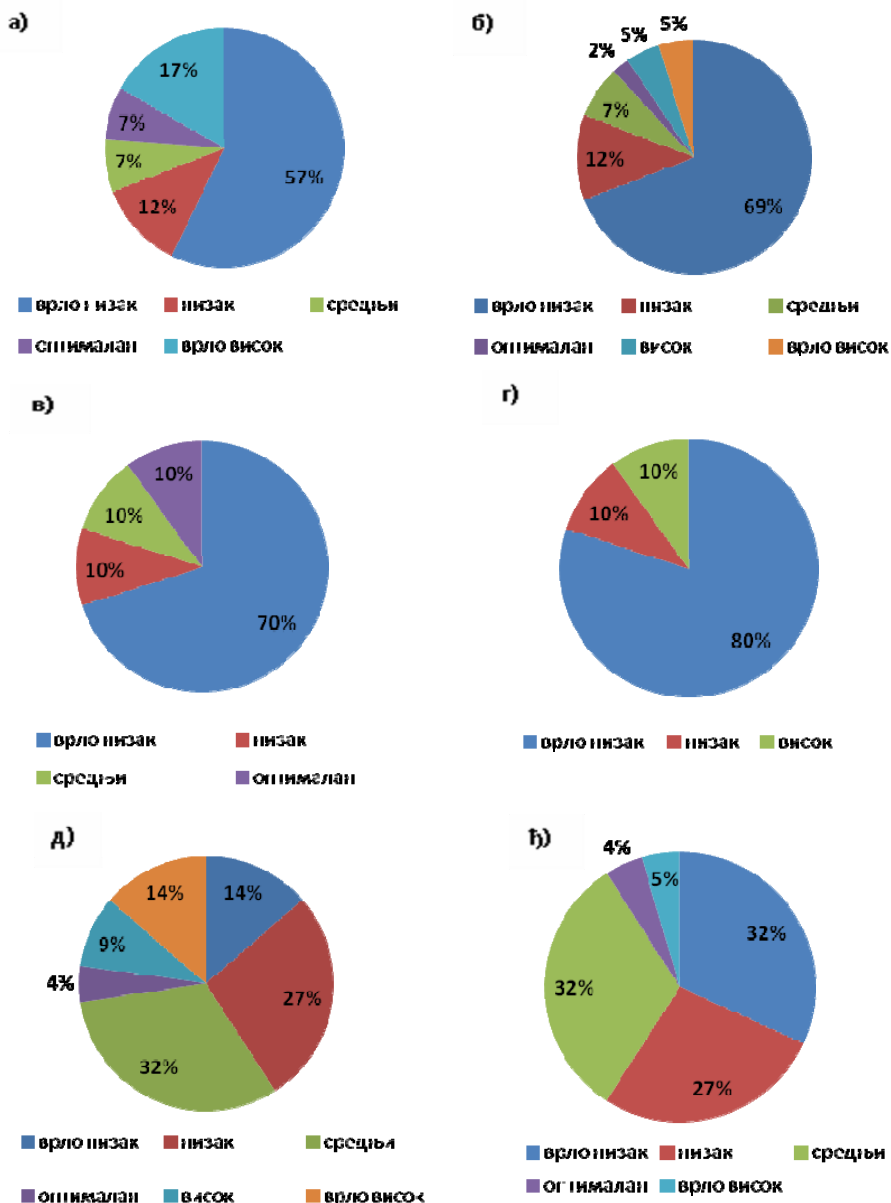 а)
17%
7%
7%
12%
57%
врло низак низак средњи
оптималан врло висок
б)
5%
5%
2%
7%
12%
69%
врло низак низак средњи
оптималан висок врло висок
в)
10%
10%
10%
70%
врло низак низак
средњи оптималан
г)
10%
10%
80%
врло низак низак висок
д)
14%
14%
9%
4%
27%
32%
врло низак низак средњи
оптималан висок врло висок
ђ)
4%
5%
32%
32%
27%
врло низак низак средњи
оптималан врло висок